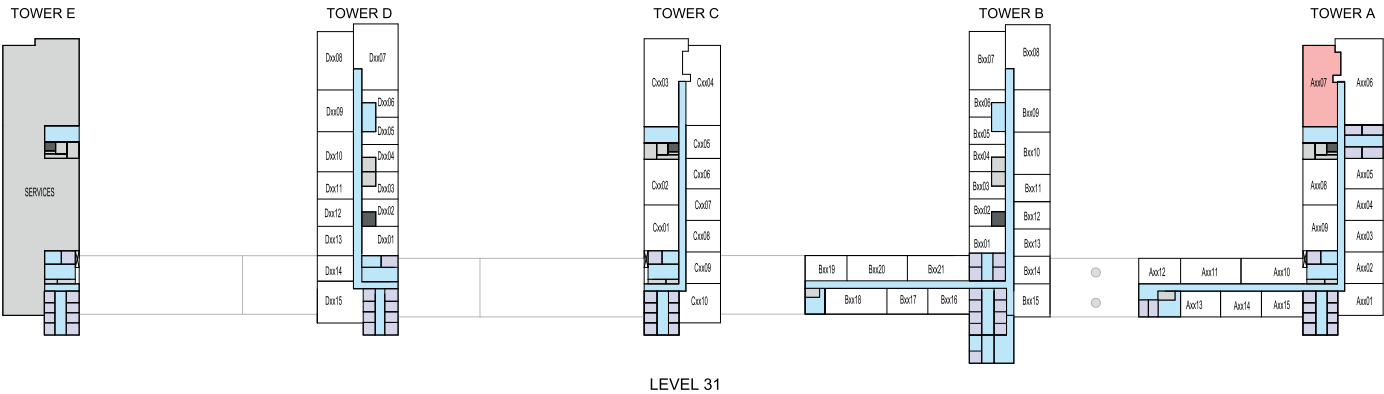 TOWER E
TOWER D
TOWER C
TOWER B
TOWER A
SERVICES
Dxx08
Dxx07
Dxx09
Dxx06
Dxx05
Dxx10
Dxx04
Dxx11
Dxx03
Dxx12
Dxx02
Dxx13
Dxx01
Dxx14
Dxx15
Cxx03
Cxx04
Cxx05
Cxx02
Cxx06
Cxx07
Cxx01
Cxx08
Cxx09
Cxx10
Bxx07
Bxx08
Bxx06
Bxx09
Bxx05
Bxx04
Bxx10
Bxx03
Bxx11
Bxx02
Bxx12
Bxx01
Bxx13
Bxx19
Bxx20
Bxx21
Bxx14
Bxx18
Bxx17
Bxx16
Bxx15
Axx07
Axx06
Axx08
Axx05
Axx04
Axx09
Axx03
Axx12
Axx11
Axx10
Axx02
Axx13
Axx14
Axx15
Axx01
LEVEL 31